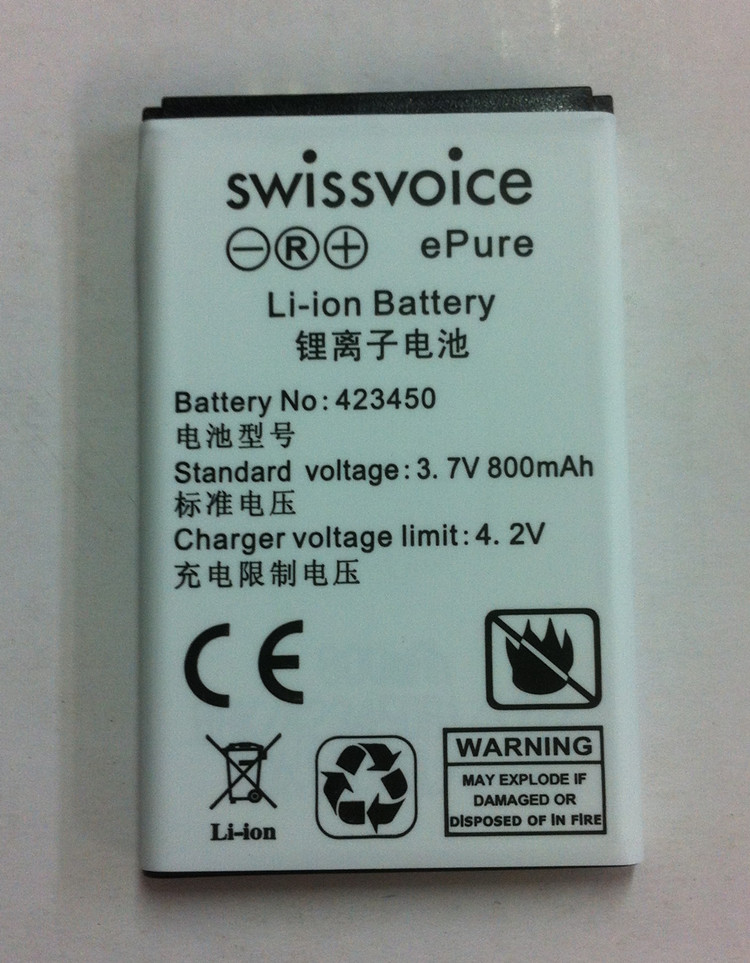 swissvoice
− R + ePure
Li-ion Battery
锂离子电池
Battery No: 423450
电池型号
Standard voltage: 3. 7V 800mAh
标准电压
Charger voltage limit: 4. 2V
充电限制电压
CE
Li-ion
WARNING
MAY EXPLODE IF
DAMAGED OR
DISPOSED OF IN FIRE